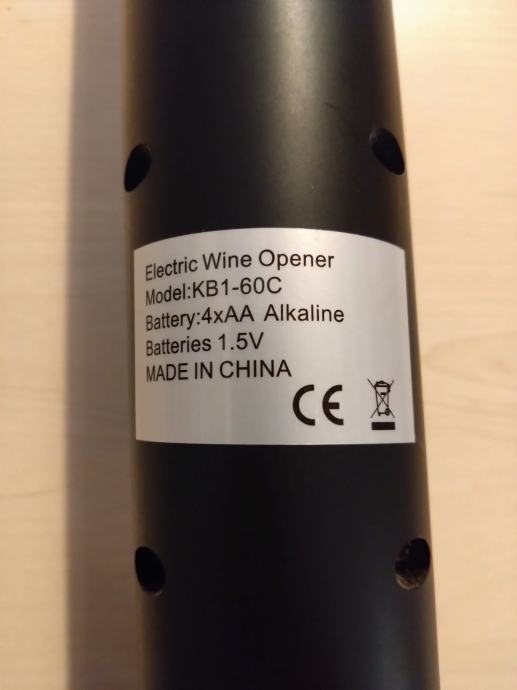 Electric Wine Opener
Model:KB1-60C
Battery:4xAA Alkaline
Batteries 1.5V
MADE IN CHINA
CE